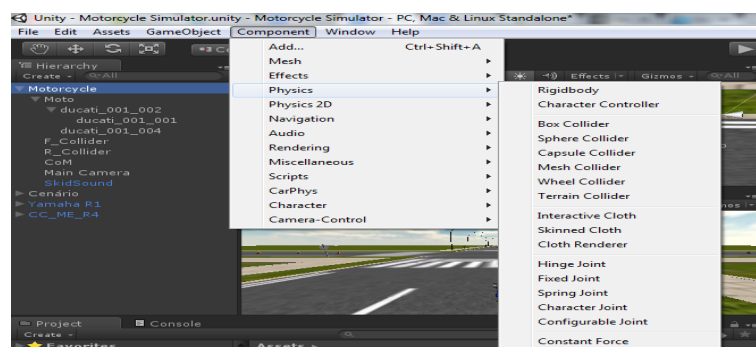 Unity - Motorcycle Simulator.unity - Motorcycle Simulator - PC, Mac & Linux Standalone*
File Edit Assets GameObject Component Window Help
Hierarchy
Create All
Effects Gizmos All
Motorcycle
Moto
ducati_001_002
ducati_001_001
ducati_001_004
F_Collider
R_Collider
CoM
Main Camera
SkidSound
Cenário
Yamaha R1
CC_ME_R4
Add... Ctrl+Shift+A
Mesh
Effects
Physics
Physics 2D
Navigation
Audio
Rendering
Miscellaneous
Scripts
CarPhys
Character
Camera-Control
Rigidbody
Character Controller
Box Collider
Sphere Collider
Capsule Collider
Mesh Collider
Wheel Collider
Terrain Collider
Interactive Cloth
Skinned Cloth
Cloth Renderer
Hinge Joint
Fixed Joint
Spring Joint
Character Joint
Configurable Joint
Constant Force
Project Console
Create
Favorites Assets